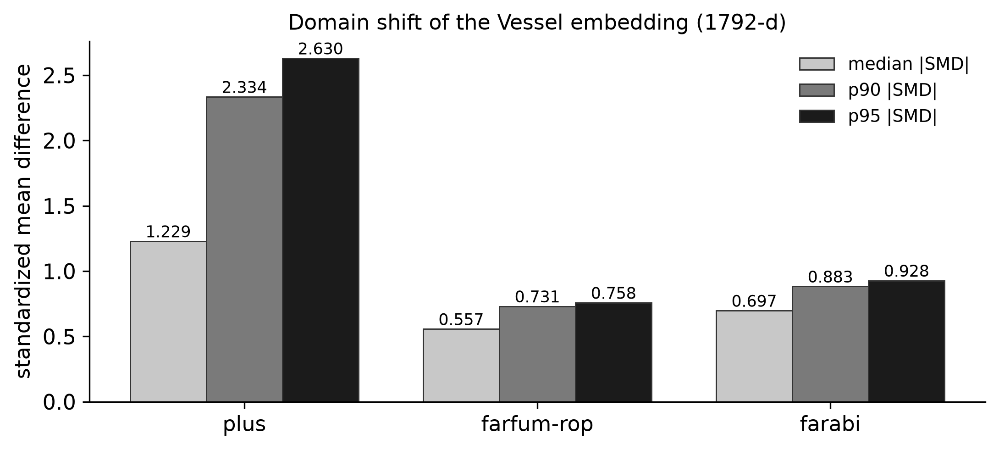 Domain shift of the Vessel embedding (1792-d)
standardized mean difference
2.5
2.0
1.5
1.0
0.5
0.0
1.229
2.334
2.630
0.557
0.731
0.758
0.697
0.883
0.928
median |SMD|
p90 |SMD|
p95 |SMD|
plus
farfum-rop
farabi